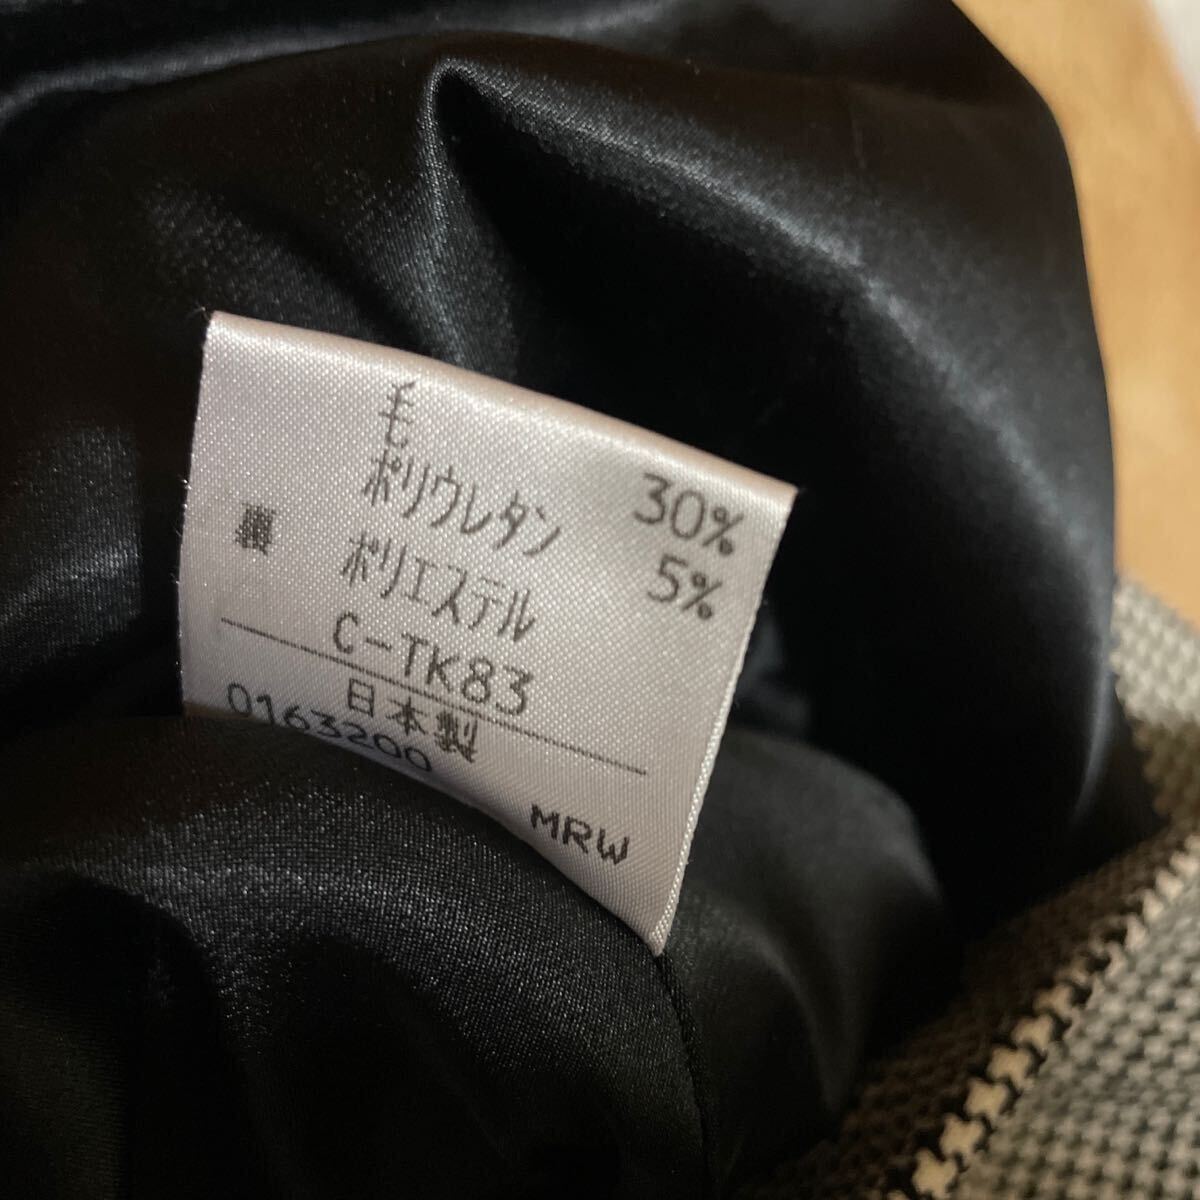 毛 30%
ポリウレタン 5%
裏 ポリエステル
C-TK83
日本製
0163200
MRW